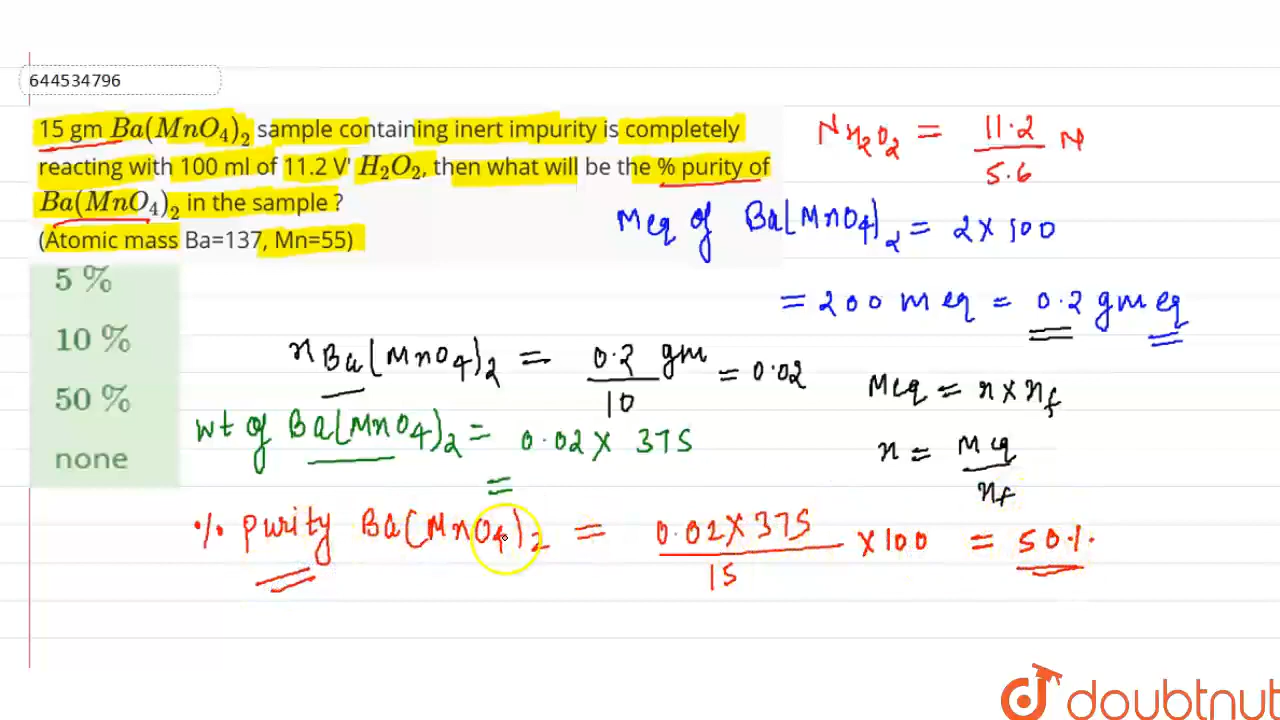 644534796
15 gm Ba(MnO₄)₂ sample containing inert impurity is completely
reacting with 100 ml of 11.2 V' H₂O₂, then what will be the % purity of
Ba(MnO₄)₂ in the sample ?
(Atomic mass Ba=137, Mn=55)
5 %
10 %
50 %
none
N H₂O₂ = 11.2 / 5.6 N
Meq of Ba(MnO₄)₂ = 2 × 100
= 200 meq = 0.2 gm eq
n Ba(MnO₄)₂ = 0.2 gm / 10 = 0.02
Meq = n × nf
n = Meq / nf
wt of Ba(MnO₄)₂ = 0.02 × 375
=
% purity Ba(MnO₄)₂ = 0.02 × 375 / 15 × 100 = 50%.
doubtnut